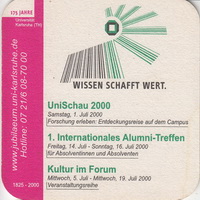 175 JAHRE
Universität
Karlsruhe (TH)
www.jubilaeum.uni-karlsruhe.de
Hotline: 07 21/6 08-70 00
1825 - 2000
WISSEN SCHAFFT WERT.
UniSchau 2000
Samstag, 1. Juli 2000
Forschung erleben: Entdeckungsreise auf dem Campus
1. Internationales Alumni-Treffen
Freitag, 14. Juli - Sonntag, 16. Juli 2000
für Absolventinnen und Absolventen
Kultur im Forum
Mittwoch, 5. Juli - Mittwoch, 19. Juli 2000
Veranstaltungsreihe